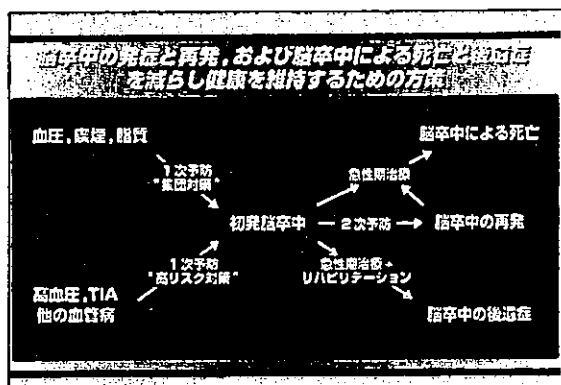 脳卒中の発症と再発,および脳卒中による死亡と後遺症
を減らし健康を維持するための方策
血圧,喫煙,脂質
脳卒中による死亡
1次予防
"集団対策"
急性期治療
初発脳卒中
2次予防
脳卒中の再発
1次予防
"高リスク対策"
急性期治療・
リハビリテーション
高血圧,TIA
他の血管病
脳卒中の後遺症